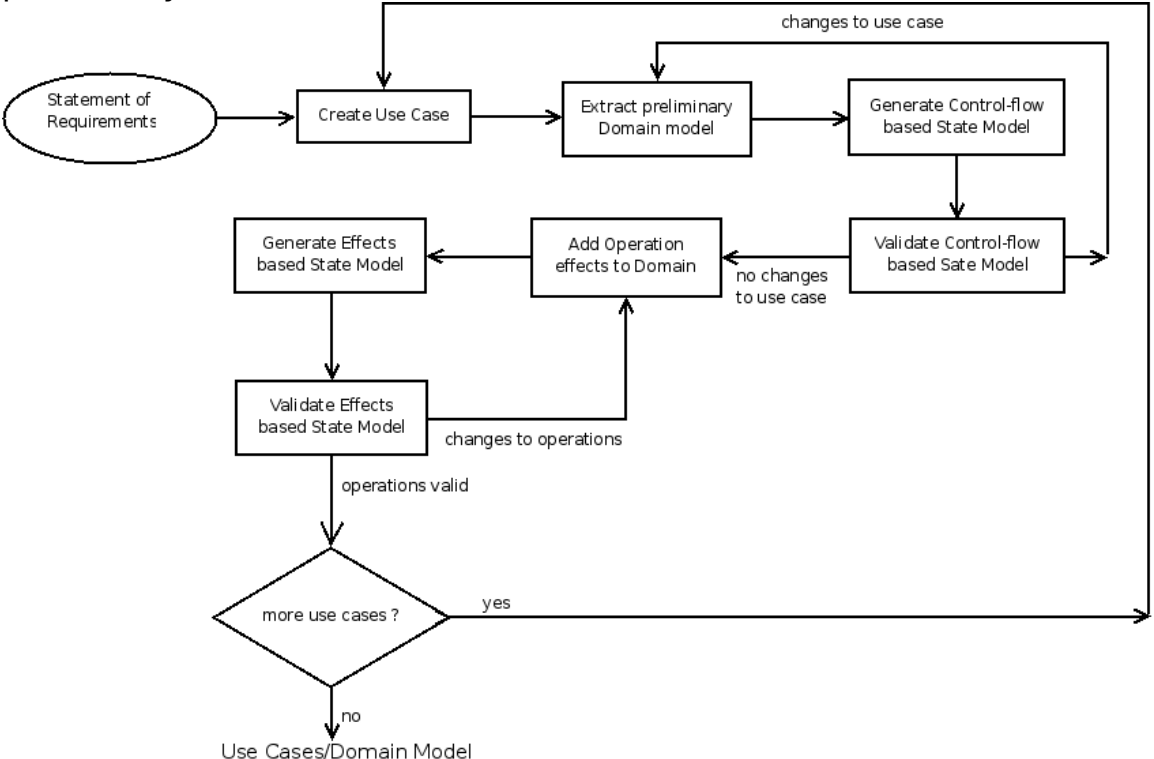 changes to use case
Statement of
Requirements
Create Use Case
Extract preliminary
Domain model
Generate Control-flow
based State Model
Generate Effects
based State Model
Add Operation
effects to Domain
Validate Control-flow
based Sate Model
no changes
to use case
Validate Effects
based State Model
changes to operations
operations valid
more use cases ?
yes
no
Use Cases/Domain Model